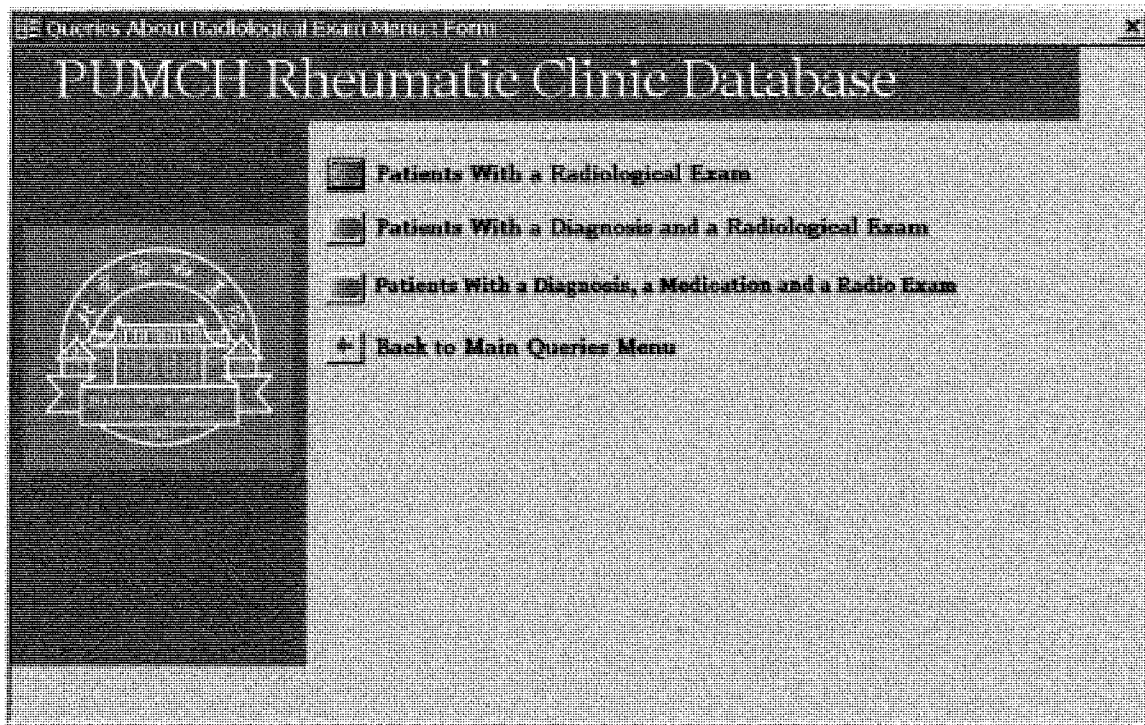 Queries About Radiological Exam Menu : Form
PUMCH Rheumatic Clinic Database
Patients With a Radiological Exam
Patients With a Diagnosis and a Radiological Exam
Patients With a Diagnosis, a Medication and a Radio Exam
Back to Main Queries Menu